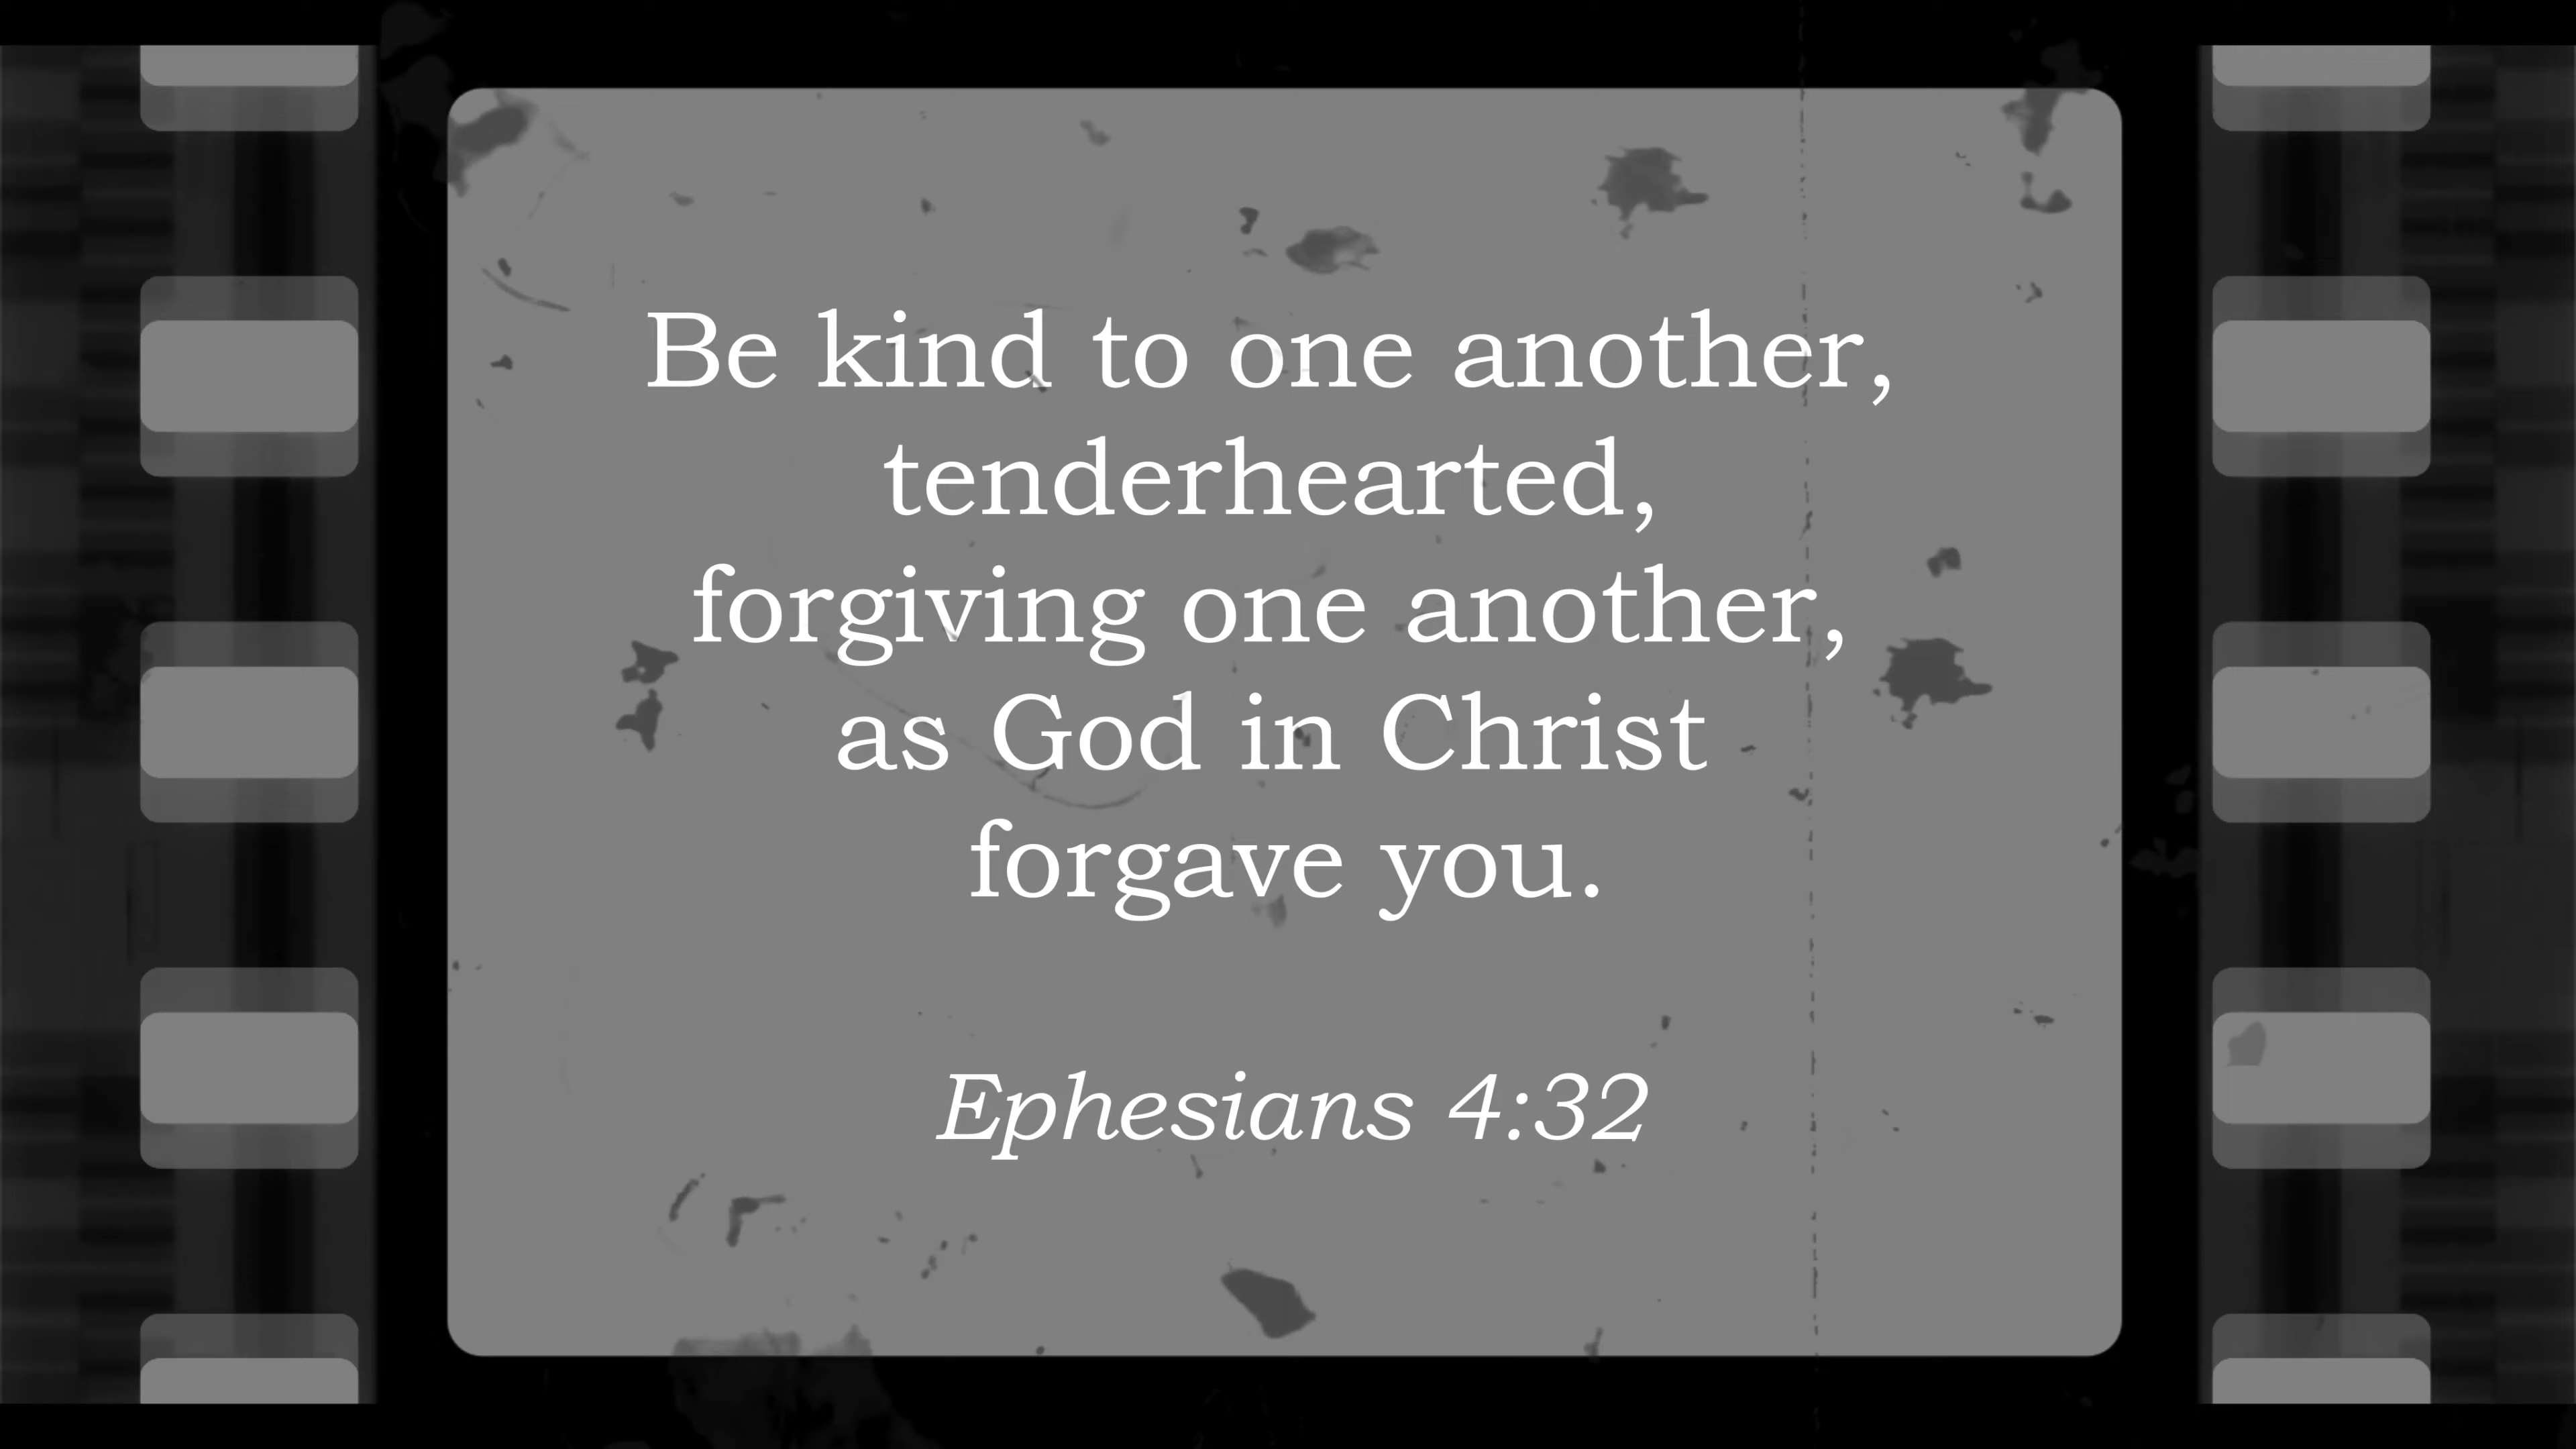 Be kind to one another,
tenderhearted,
forgiving one another,
as God in Christ
forgave you.
Ephesians 4:32